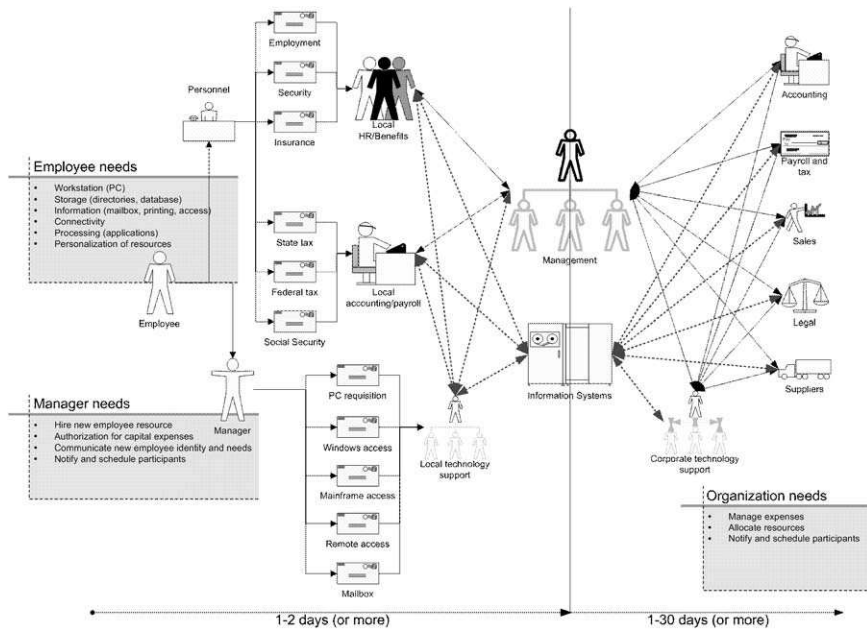 Employment
Security
Insurance
Personnel
Local
HR/Benefits
Employee needs
• Workstation (PC)
• Storage (directories, database)
• Information (mailbox, printing, access)
• Connectivity
• Processing (applications)
• Personalization of resources
Employee
State tax
Federal tax
Social Security
Local
accounting/payroll
Manager needs
• Hire new employee resource
• Authorization for capital expenses
• Communicate new employee identity and needs
• Notify and schedule participants
Manager
PC requisition
Windows access
Mainframe access
Remote access
Mailbox
Local technology
support
Management
Information Systems
Accounting
Payroll and
tax
Sales
Legal
Suppliers
Corporate technology
support
Organization needs
• Manage expenses
• Allocate resources
• Notify and schedule participants
1-2 days (or more)
1-30 days (or more)